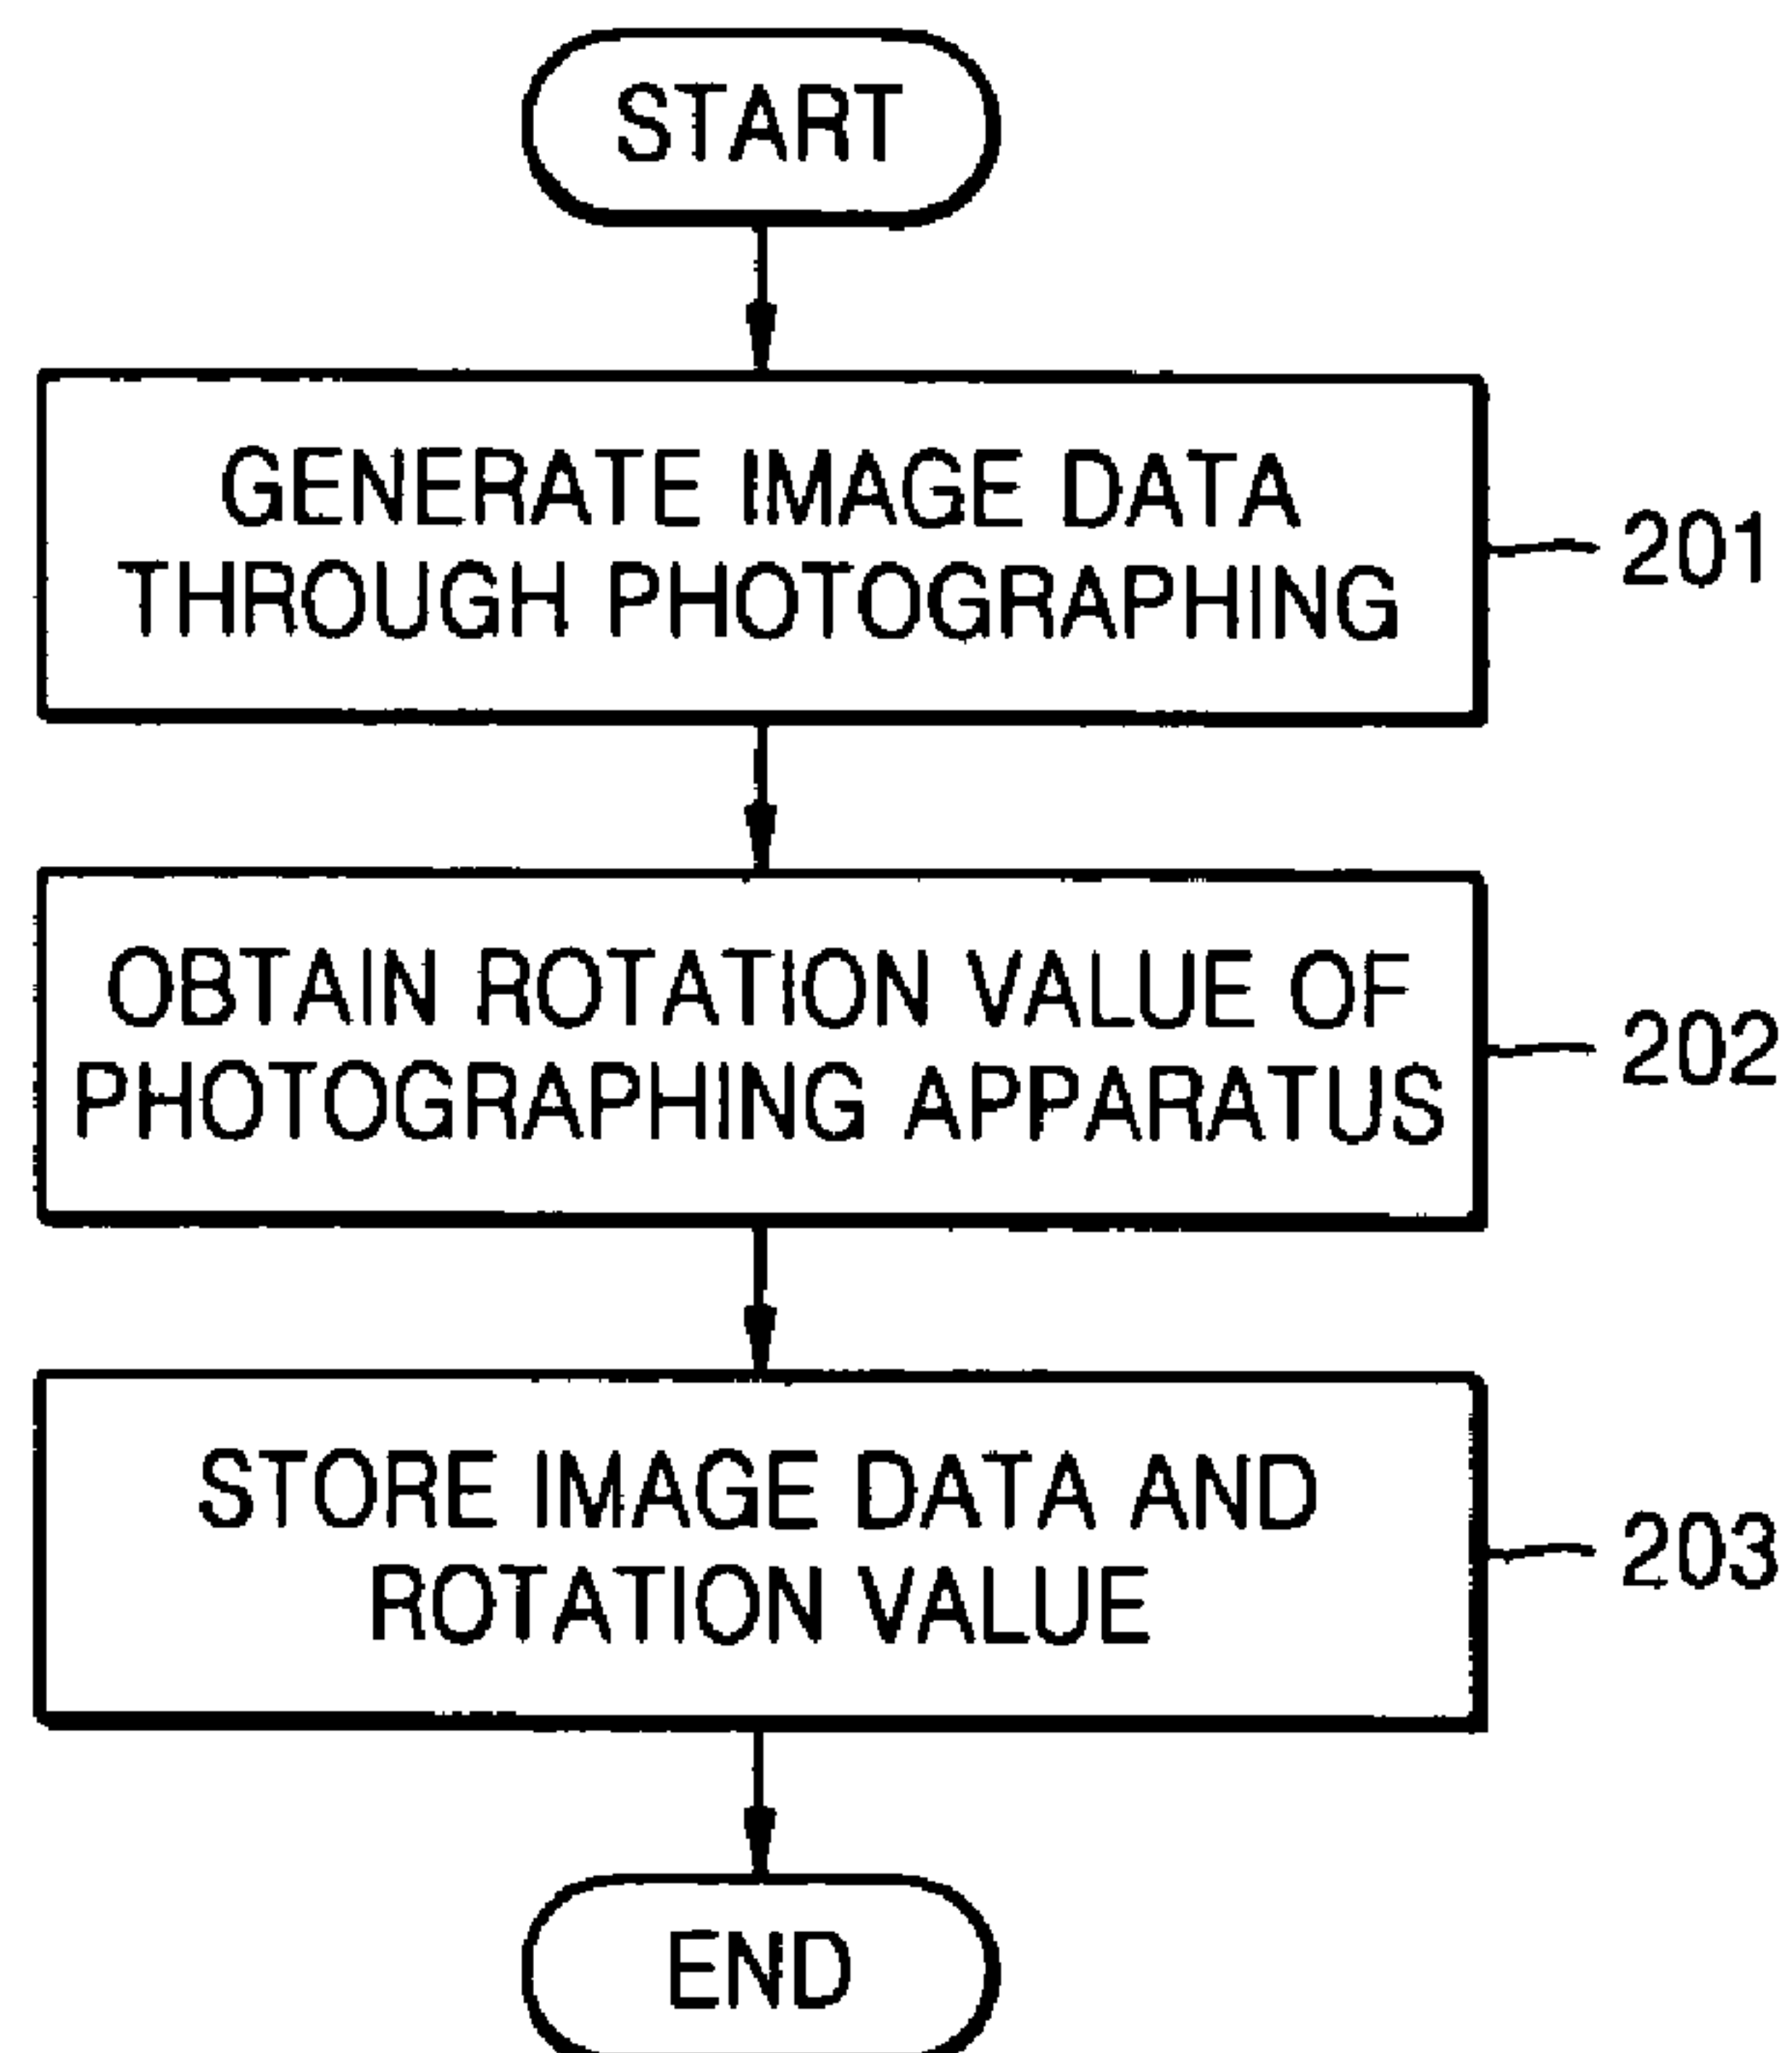 START
GENERATE IMAGE DATA
THROUGH PHOTOGRAPHING
201
OBTAIN ROTATION VALUE OF
PHOTOGRAPHING APPARATUS
202
STORE IMAGE DATA AND
ROTATION VALUE
203
END